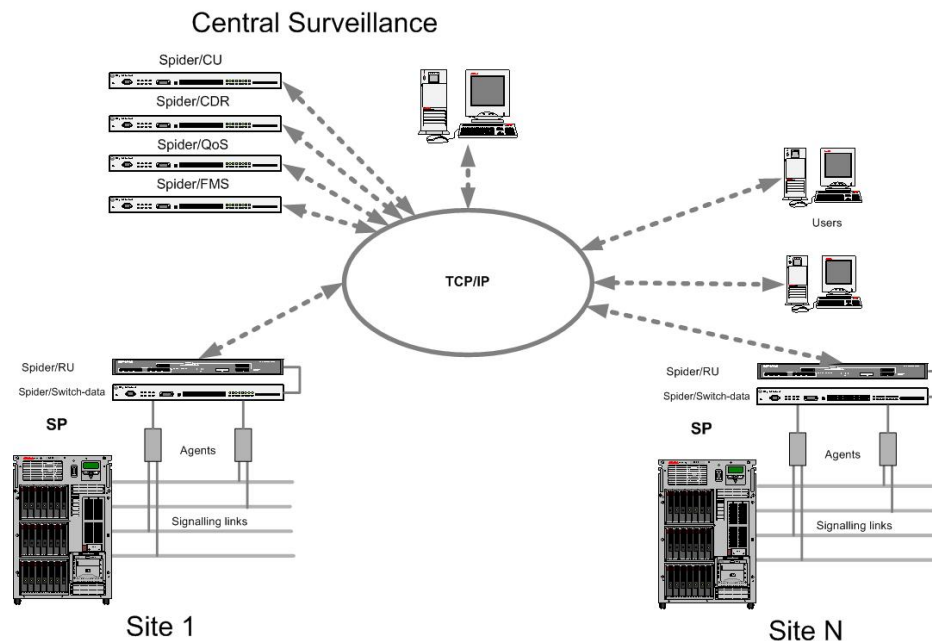 Central Surveillance
Spider/CU
Spider/CDR
Spider/QoS
Spider/FMS
Users
TCP/IP
Spider/RU
Spider/Switch-data
SP
Agents
Signalling links
Site 1
Spider/RU
Spider/Switch-data
SP
Agents
Signalling links
Site N